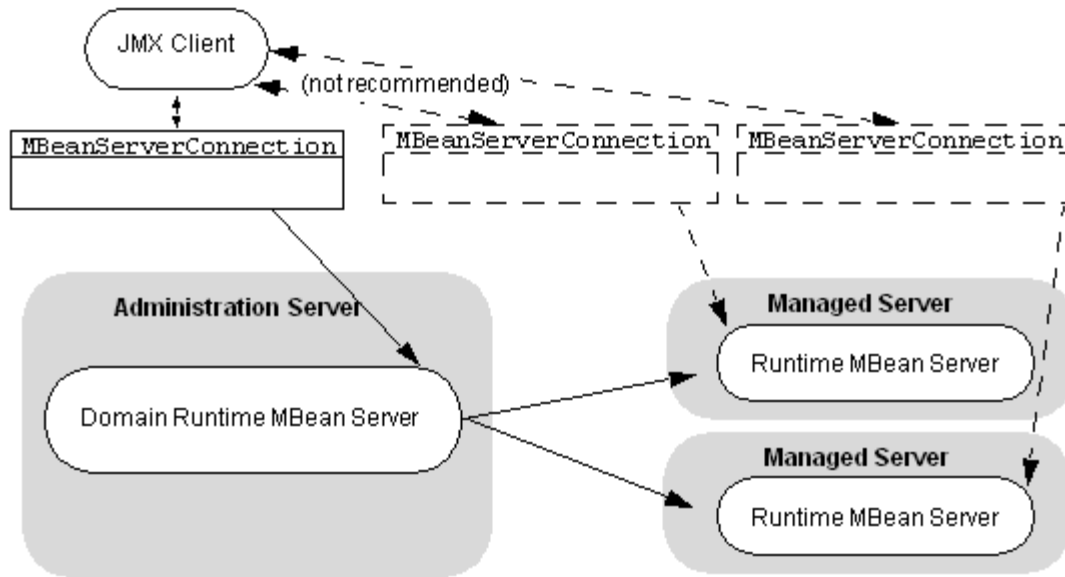 JMX Client
(not recommended)
MBeanServerConnection
MBeanServerConnection
MBeanServerConnection
Administration Server
Domain Runtime MBean Server
Managed Server
Runtime MBean Server
Managed Server
Runtime MBean Server